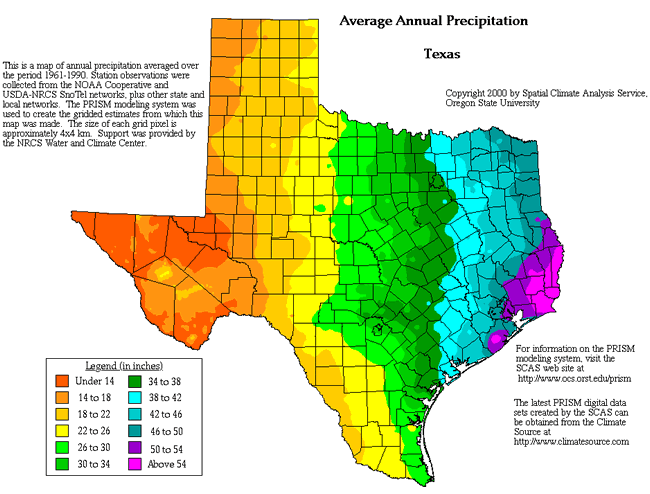 Average Annual Precipitation
Texas
This is a map of annual precipitation averaged over
the period 1961-1990. Station observations were
collected from the NOAA Cooperative and
USDA-NRCS SnoTel networks, plus other state and
local networks. The PRISM modeling system was
used to create the gridded estimates from which this
map was made. The size of each grid pixel is
approximately 4x4 km. Support was provided by
the NRCS Water and Climate Center.
Copyright 2000 by Spatial Climate Analysis Service,
Oregon State University
Legend (in inches)
Under 14
14 to 18
18 to 22
22 to 26
26 to 30
30 to 34
34 to 38
38 to 42
42 to 46
46 to 50
50 to 54
Above 54
For information on the PRISM
modeling system, visit the
SCAS web site at
http://www.ocs.orst.edu/prism
The latest PRISM digital data
sets created by the SCAS can
be obtained from the Climate
Source at
http://www.climatesource.com